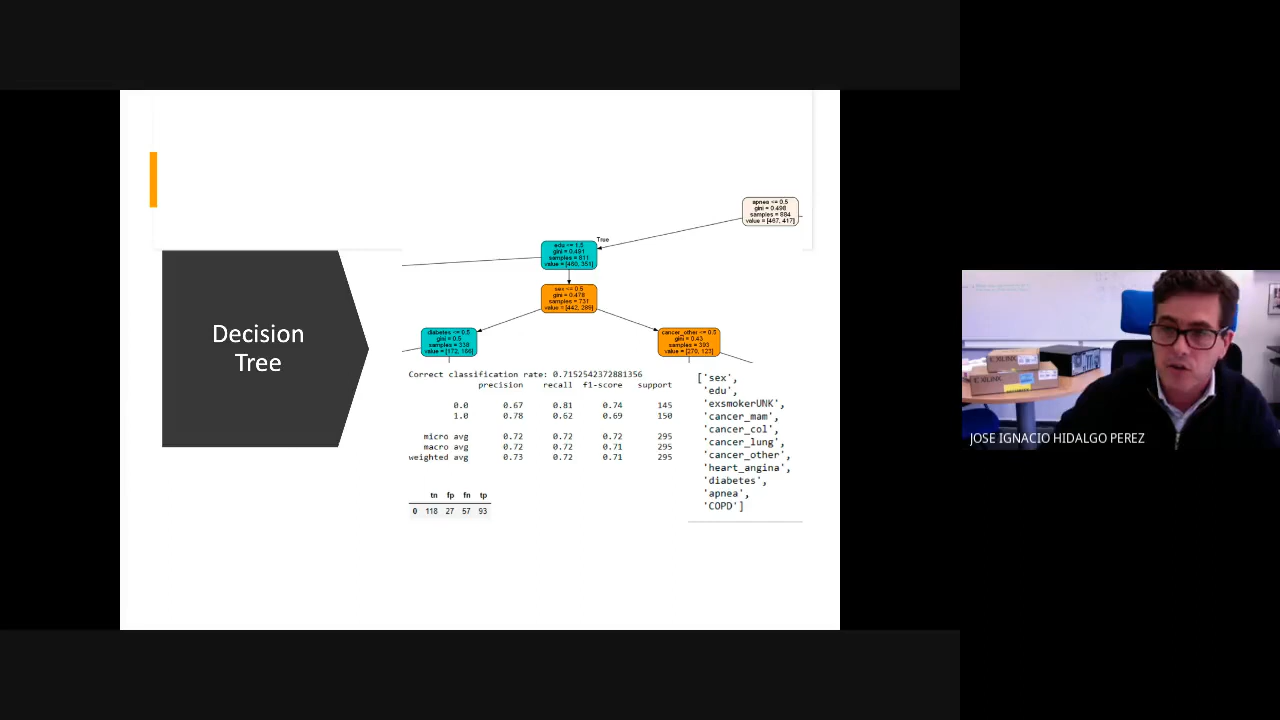 apnea <= 0.5
gini = 0.498
samples = 884
value = [467, 417]
True
edu <= 1.5
gini = 0.491
samples = 811
value = [460, 351]
sex <= 0.5
gini = 0.478
samples = 731
value = [442, 289]
diabetes <= 0.5
gini = 0.5
samples = 338
value = [172, 166]
cancer_other <= 0.5
gini = 0.43
samples = 393
value = [270, 123]
Decision
Tree
Correct classification rate: 0.7152542372881356
precision recall f1-score support
0.0 0.67 0.81 0.74 145
1.0 0.78 0.62 0.69 150
micro avg 0.72 0.72 0.72 295
macro avg 0.72 0.72 0.71 295
weighted avg 0.73 0.72 0.71 295
tn fp fn tp
0 118 27 57 93
['sex',
'edu',
'exsmokerUNK',
'cancer_mam',
'cancer_col',
'cancer_lung',
'cancer_other',
'heart_angina',
'diabetes',
'apnea',
'COPD']
XILINX
XILINX
JOSE IGNACIO HIDALGO PEREZ